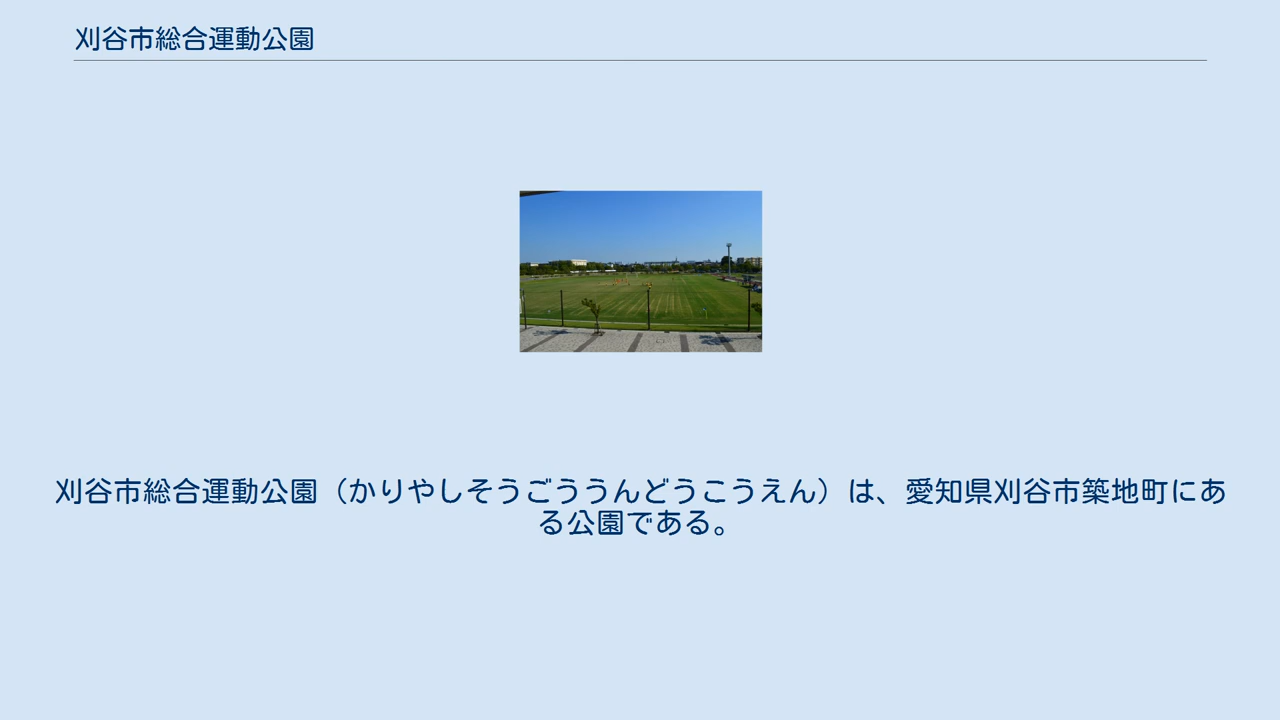 刈谷市総合運動公園
刈谷市総合運動公園（かりやしそうごううんどうこうえん）は、愛知県刈谷市築地町にあ
る公園である。